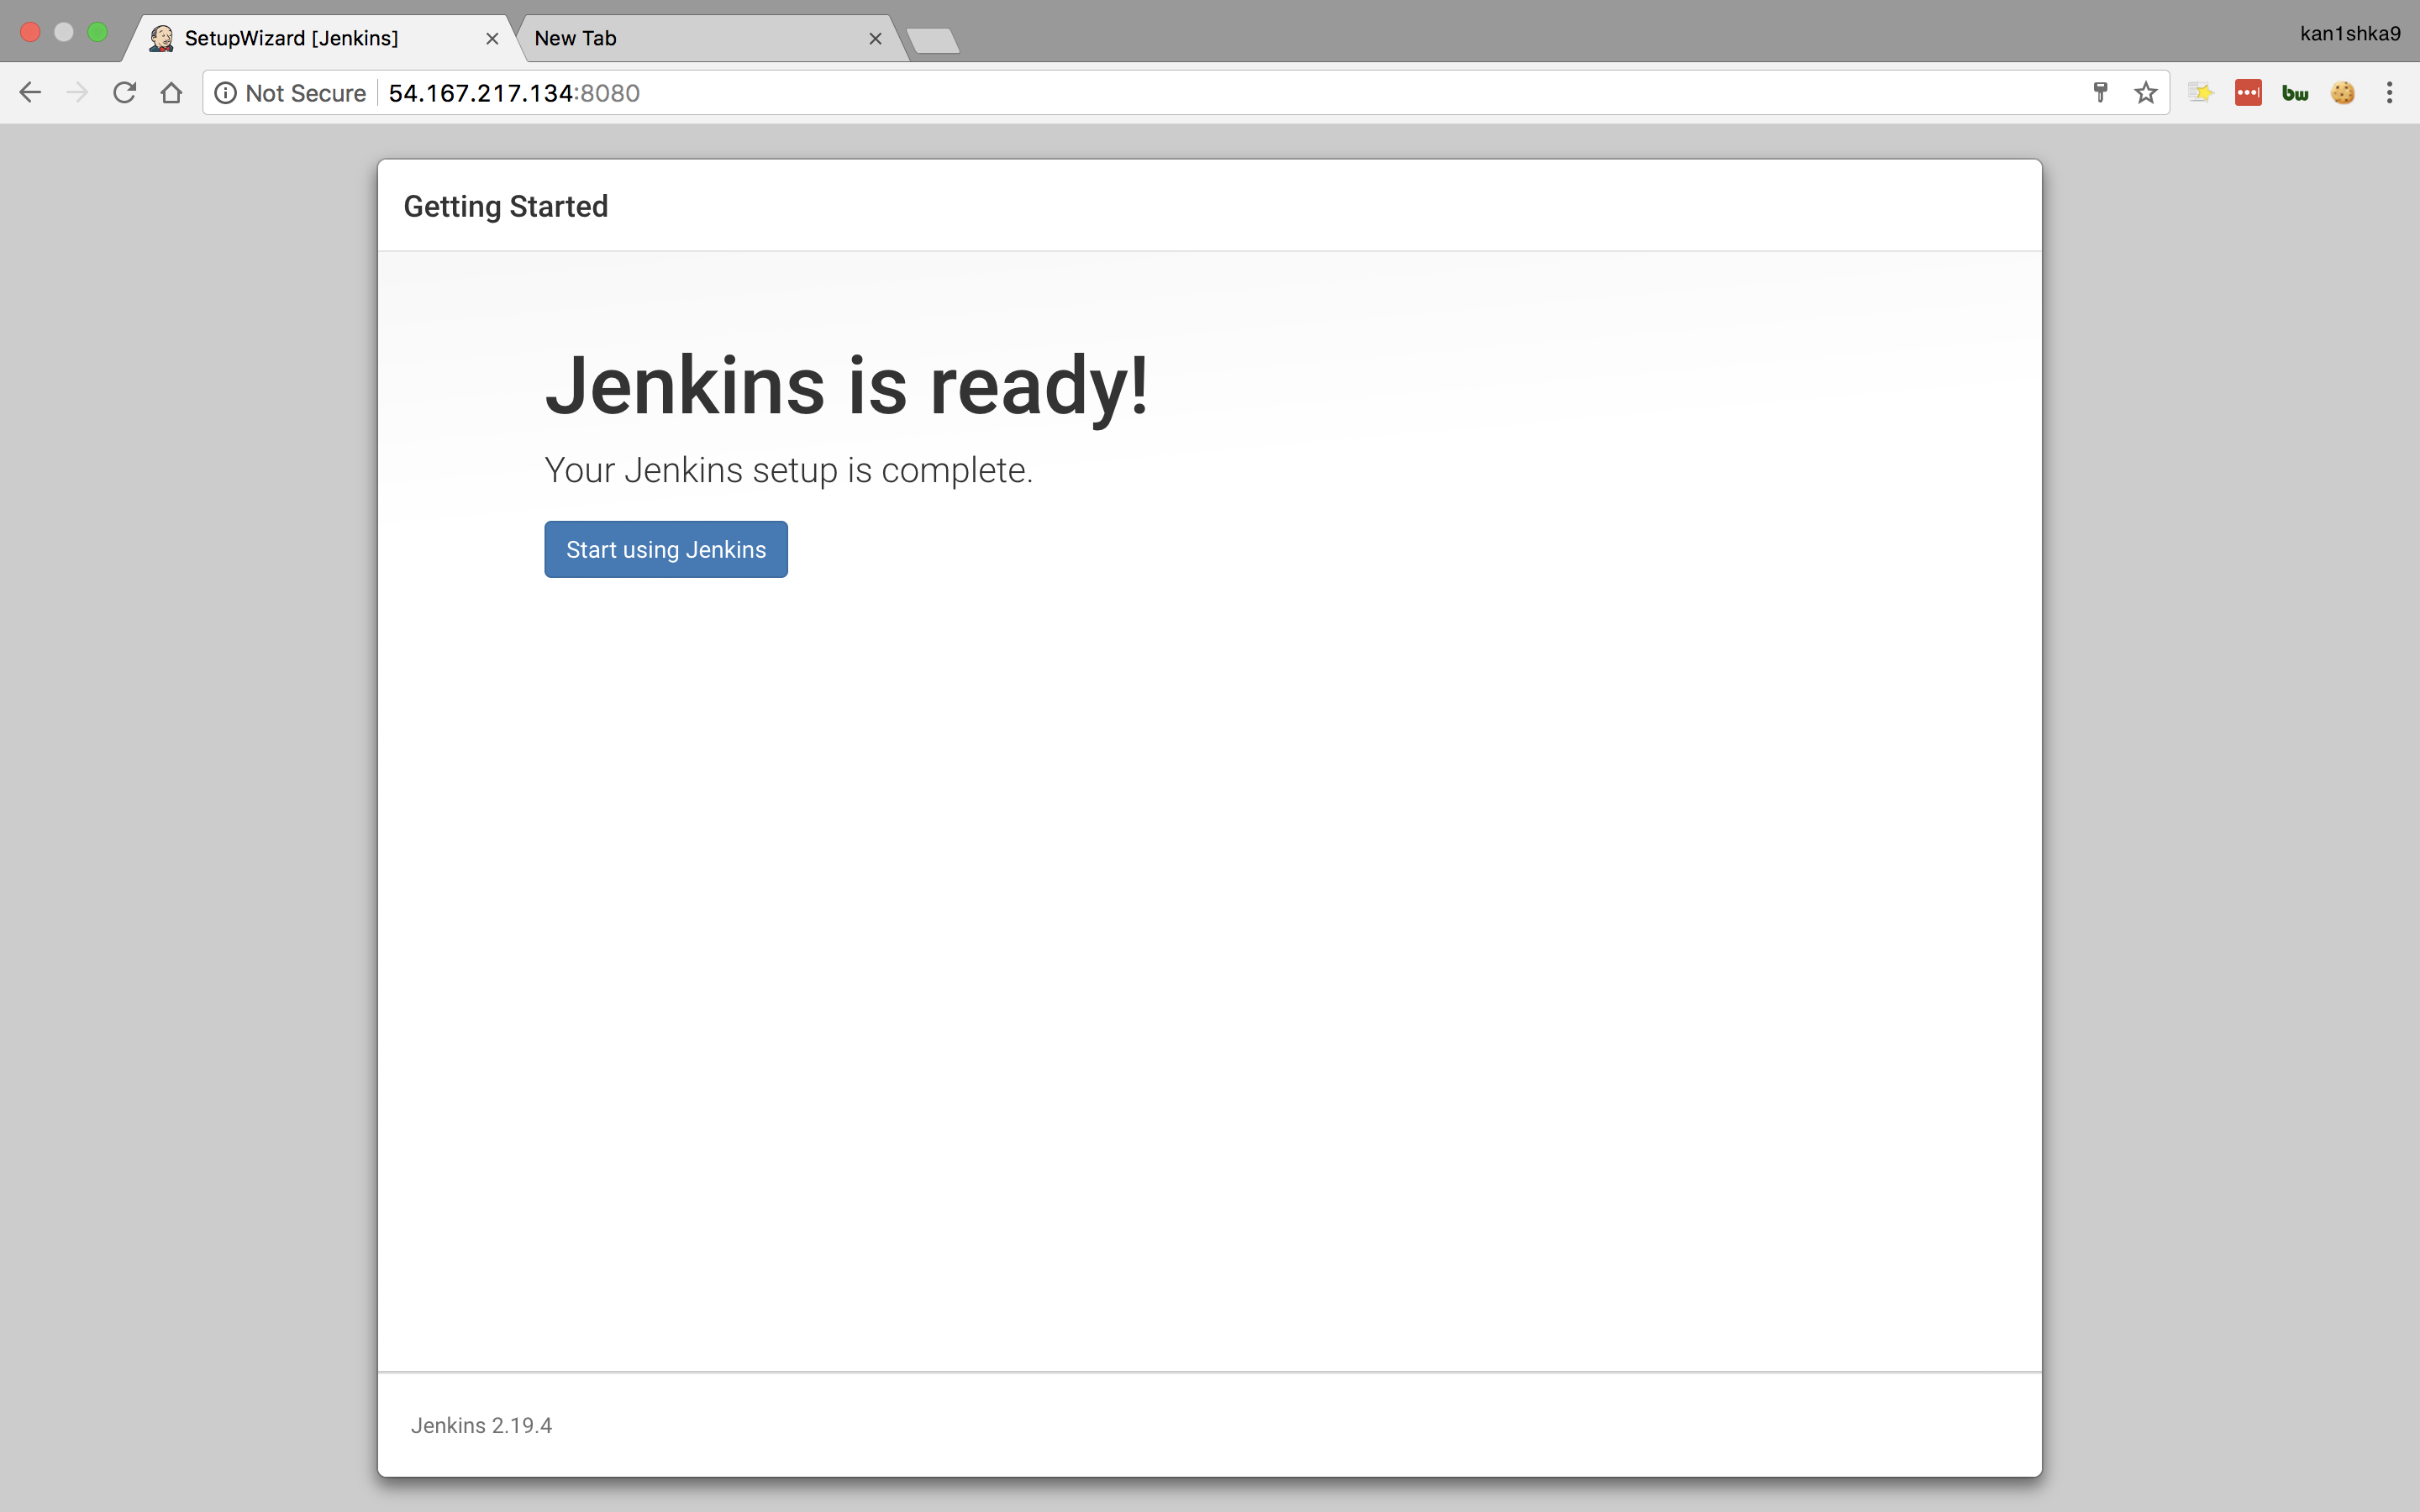 SetupWizard [Jenkins]
New Tab
kan1shka9
Not Secure
54.167.217.134:8080
bw
Getting Started
Jenkins is ready!
Your Jenkins setup is complete.
Start using Jenkins
Jenkins 2.19.4